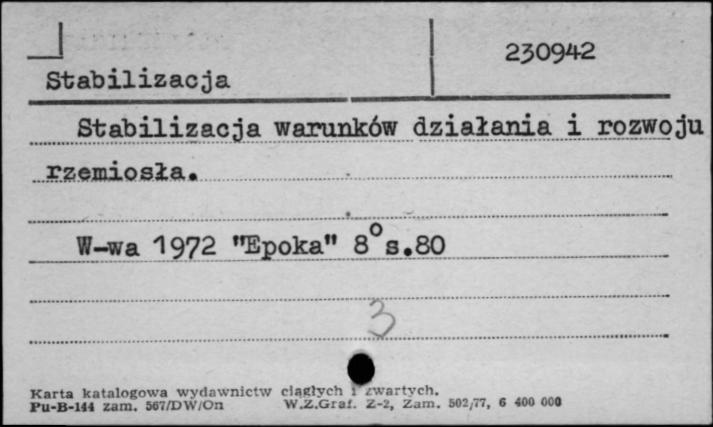 230942
Stabilizacja
Stabilizacja warunków działania i rozwoju
rzemiosła.
W-wa 1972 "Epoka" 8° s.80
3
Karta katalogowa wydawnictw ciągłych i zwartych.
Pu-B-144 zam. 567/DW/On W.Z.Graf. Z-2, Zam. 502/77, 6 400 000